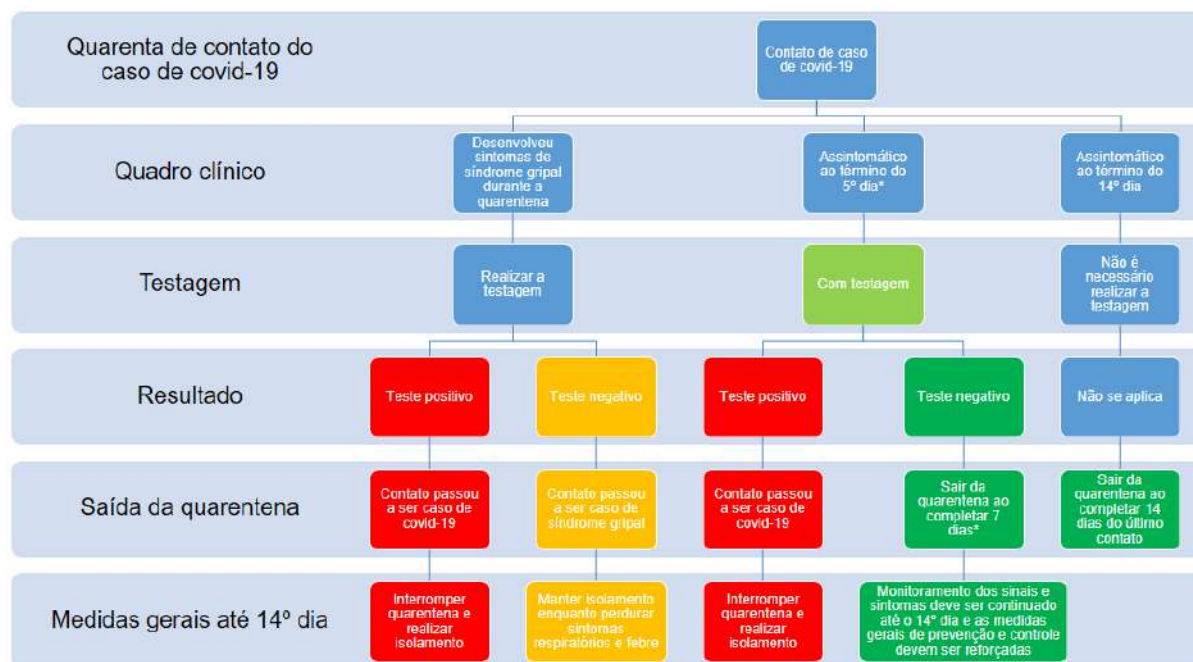 Quarenta de contato do
caso de covid-19
Contato de caso
de covid-19
Quadro clínico
Desenvolveu
sintomas de
síndrome gripal
durante a
quarentena
Assintomático
ao término do
5º dia*
Assintomático
ao término do
14º dia
Testagem
Realizar a
testagem
Com testagem
Não é
necessário
realizar a
testagem
Resultado
Teste positivo
Teste negativo
Teste positivo
Teste negativo
Não se aplica
Saída da quarentena
Contato passou
a ser caso de
covid-19
Contato passou
a ser caso de
síndrome gripal
Contato passou
a ser caso de
covid-19
Sair da
quarentena ao
completar 7
dias*
Sair da
quarentena ao
completar 14
dias do último
contato
Medidas gerais até 14º dia
Interromper
quarentena e
realizar
isolamento
Manter isolamento
enquanto perdurar
sintomas
respiratórios e febre
Interromper
quarentena e
realizar
isolamento
Monitoramento dos sinais e
sintomas deve ser continuado
até o 14º dia e as medidas
gerais de prevenção e controle
devem ser reforçadas